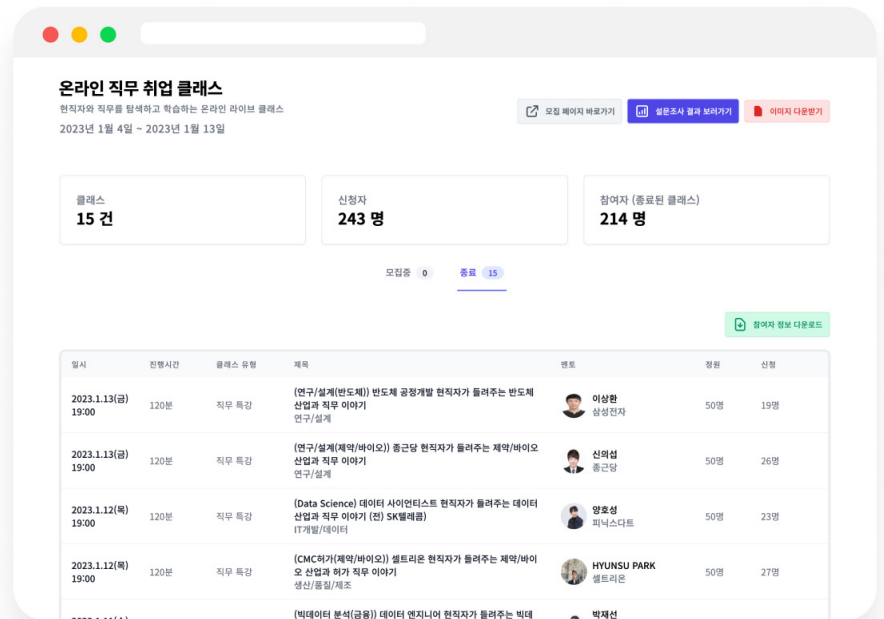 온라인 직무 취업 클래스
현직자와 직무를 탐색하고 학습하는 온라인 라이브 클래스
2023년 1월 4일 ~ 2023년 1월 13일
모집 페이지 바로가기
설문조사 결과 보러가기
이미지 다운받기
클래스
15 건
신청자
243 명
참여자 (종료된 클래스)
214 명
모집중 0
종료 15
참여자 정보 다운로드
일시 진행시간 클래스 유형 제목 멘토 정원 신청
2023.1.13(금)
19:00
120분
직무 특강
(연구/설계(반도체)) 반도체 공정개발 현직자가 들려주는 반도체
산업과 직무 이야기
연구/설계
이상환
삼성전자
50명
19명
2023.1.13(금)
19:00
120분
직무 특강
(연구/설계(제약/바이오)) 종근당 현직자가 들려주는 제약/바이오
산업과 직무 이야기
연구/설계
신의섭
종근당
50명
26명
2023.1.12(목)
19:00
120분
직무 특강
(Data Science) 데이터 사이언티스트 현직자가 들려주는 데이터
산업과 직무 이야기 (전) SK텔레콤)
IT개발/데이터
양호성
피닉스다트
50명
23명
2023.1.12(목)
19:00
120분
직무 특강
(CMC허가(제약/바이오)) 셀트리온 현직자가 들려주는 제약/바이
오 산업과 허가 직무 이야기
생산/품질/제조
HYUNSU PARK
셀트리온
50명
27명
(빅데이터 분석(금융)) 데이터 엔지니어 현직자가 들려주는 빅데
박재선